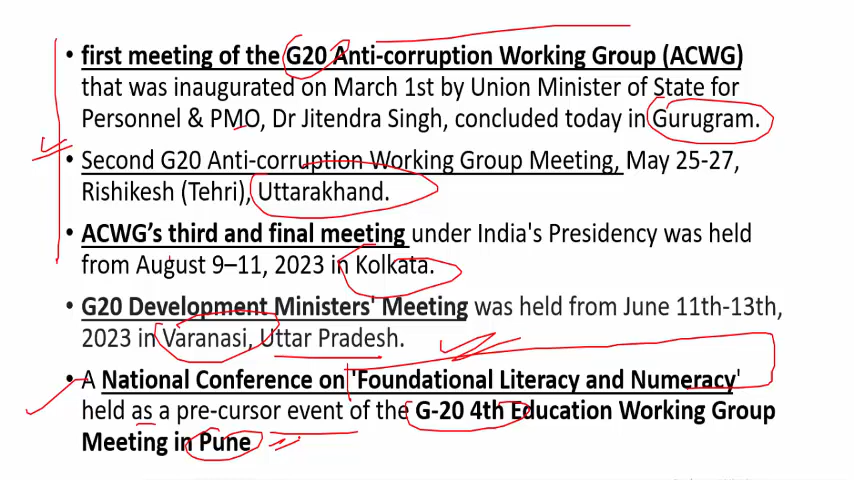 • first meeting of the G20 Anti-corruption Working Group (ACWG)
that was inaugurated on March 1st by Union Minister of State for
Personnel & PMO, Dr Jitendra Singh, concluded today in Gurugram.
• Second G20 Anti-corruption Working Group Meeting, May 25-27,
Rishikesh (Tehri), Uttarakhand.
• ACWG's third and final meeting under India's Presidency was held
from August 9–11, 2023 in Kolkata.
• G20 Development Ministers' Meeting was held from June 11th-13th,
2023 in Varanasi, Uttar Pradesh.
• A National Conference on 'Foundational Literacy and Numeracy'
held as a pre-cursor event of the G-20 4th Education Working Group
Meeting in Pune